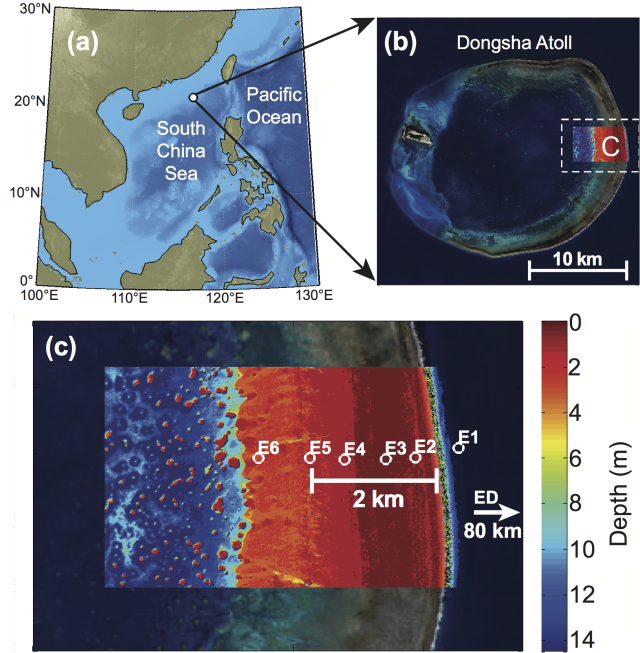 (a)
30°N
20°N
10°N
0°
100°E
110°E
120°E
130°E
Pacific
Ocean
South
China
Sea
(b)
Dongsha Atoll
C
10 km
(c)
E6
E5
E4
E3
E2
E1
2 km
ED
80 km
0
2
4
6
8
10
12
14
Depth (m)